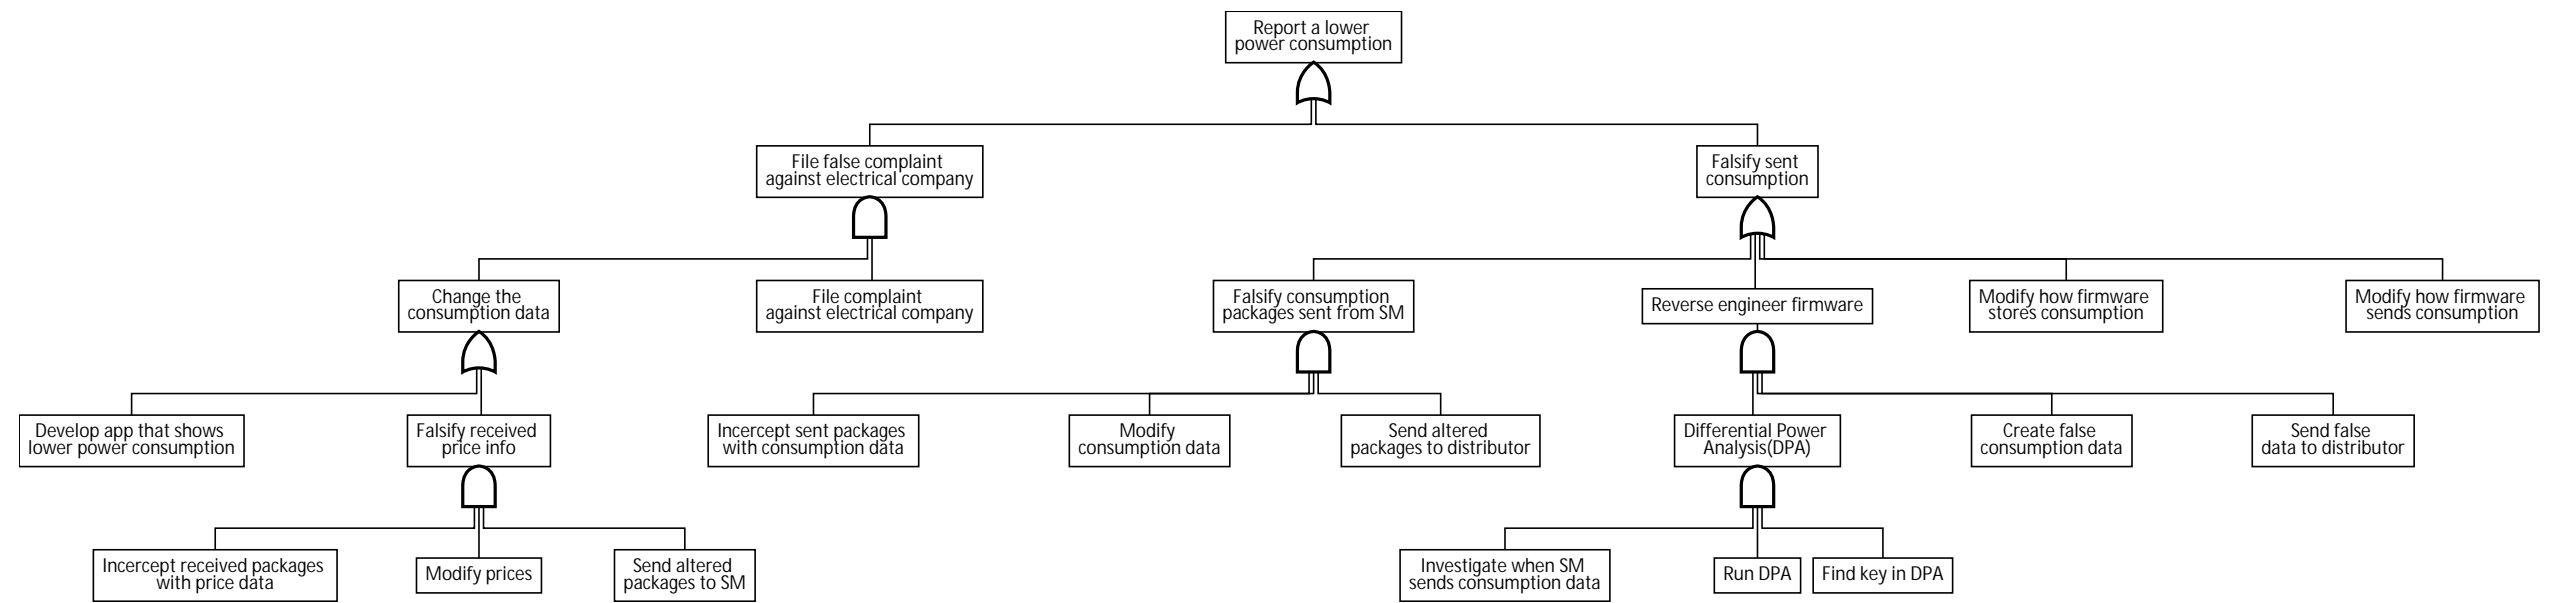 Report a lower
power consumption
File false complaint
against electrical company
Falsify sent
consumption
Change the
consumption data
File complaint
against electrical company
Falsify consumption
packages sent from SM
Reverse engineer firmware
Modify how firmware
stores consumption
Modify how firmware
sends consumption
Develop app that shows
lower power consumption
Falsify received
price info
Incercept sent packages
with consumption data
Modify
consumption data
Send altered
packages to distributor
Differential Power
Analysis(DPA)
Create false
consumption data
Send false
data to distributor
Incercept received packages
with price data
Modify prices
Send altered
packages to SM
Investigate when SM
sends consumption data
Run DPA
Find key in DPA